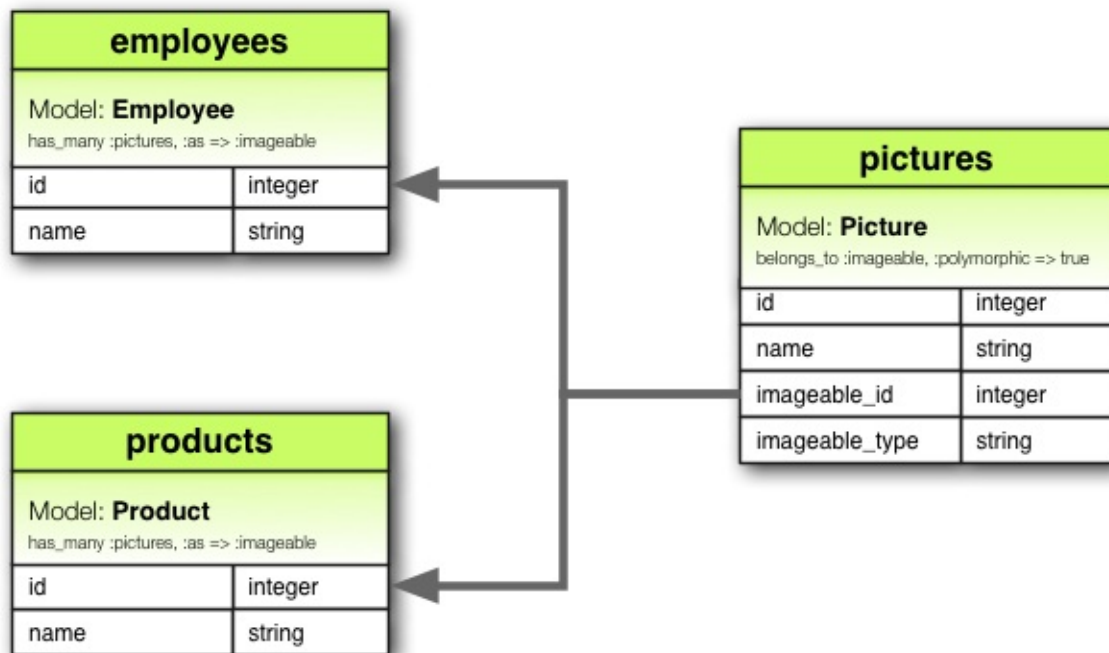 employees
Model: Employee
has_many :pictures, :as => :imageable
id integer
name string
pictures
Model: Picture
belongs_to :imageable, :polymorphic => true
id integer
name string
imageable_id integer
imageable_type string
products
Model: Product
has_many :pictures, :as => :imageable
id integer
name string